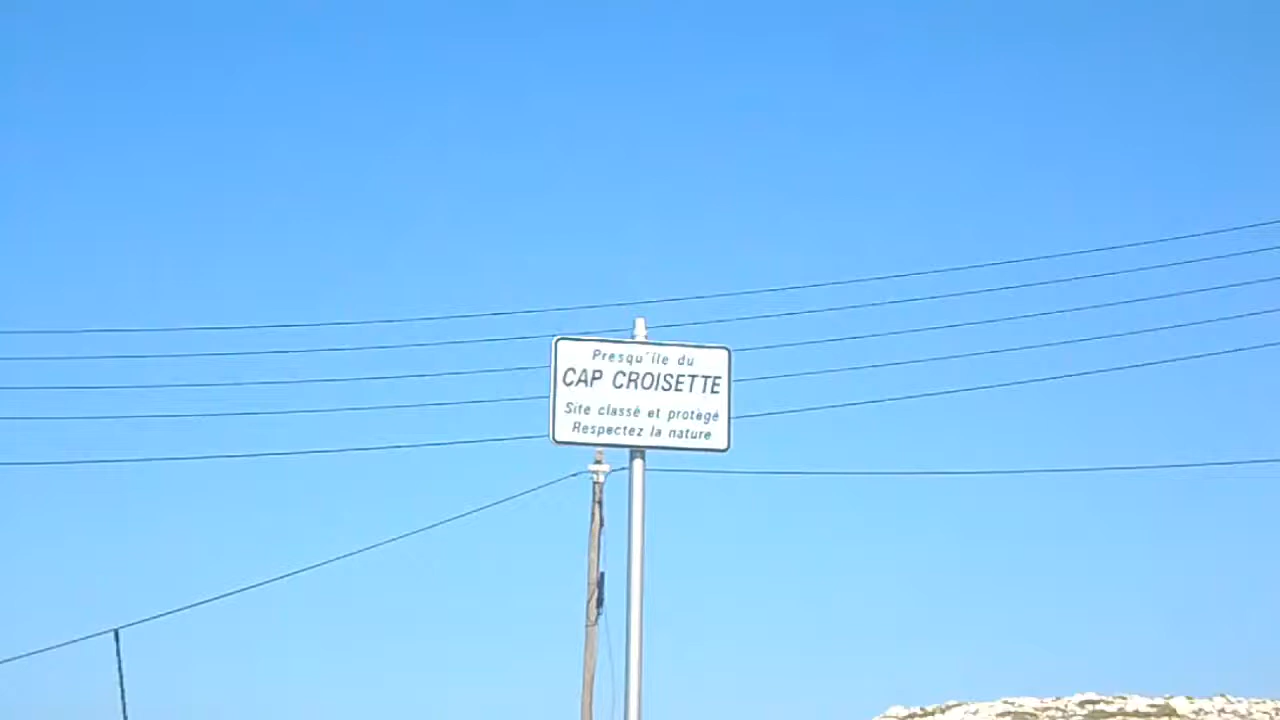 Presqu'île du
CAP CROISETTE
Site classé et protégé
Respectez la nature